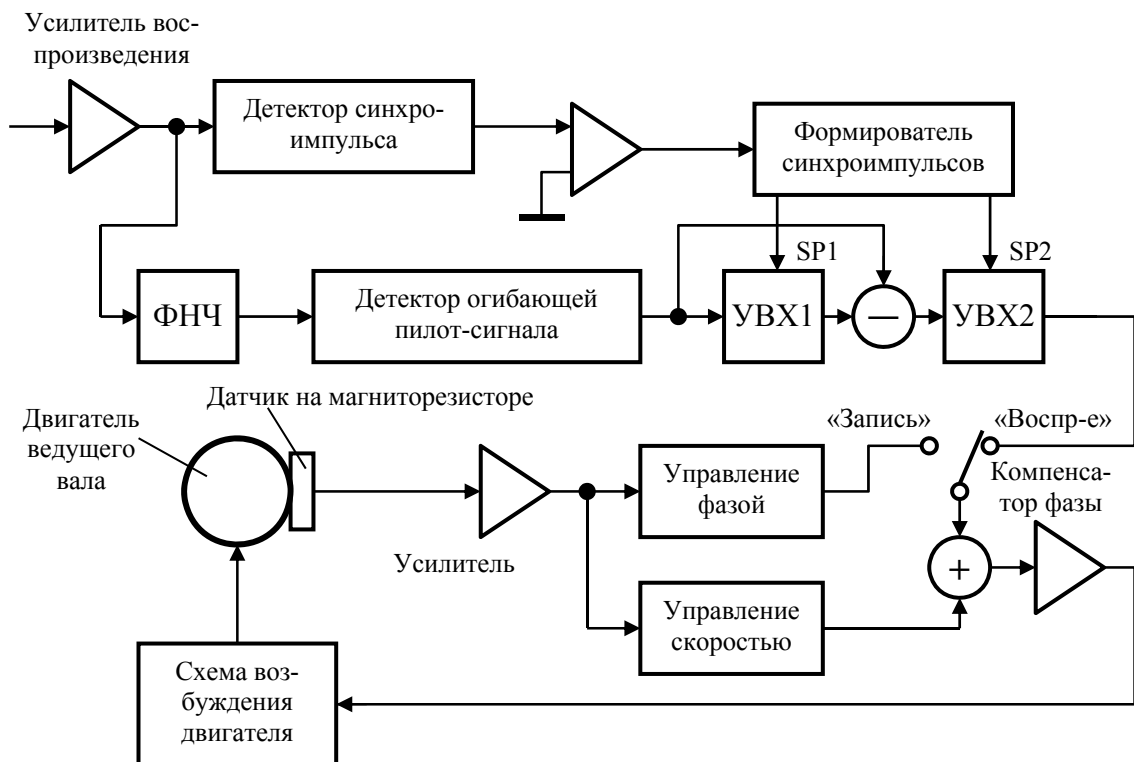 Усилитель вос-
произведения
Детектор синхро-
импульса
Формирователь
синхроимпульсов
SP1
SP2
ФНЧ
Детектор огибающей
пилот-сигнала
УВХ1
—
УВХ2
Датчик на магниторезисторе
Двигатель
ведущего
вала
«Запись»
«Воспр-е»
Управление
фазой
Компенса-
тор фазы
Усилитель
+
Управление
скоростью
Схема воз-
буждения
двигателя